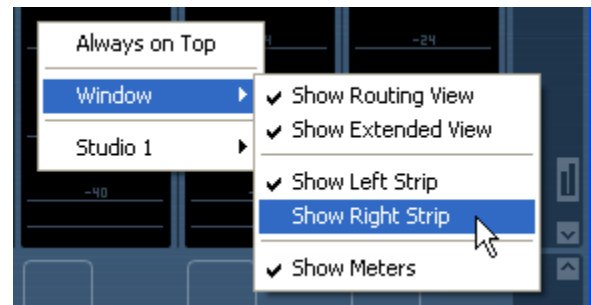 -24
Always on Top
Window
Studio 1
Show Routing View
Show Extended View
Show Left Strip
Show Right Strip
Show Meters
-40